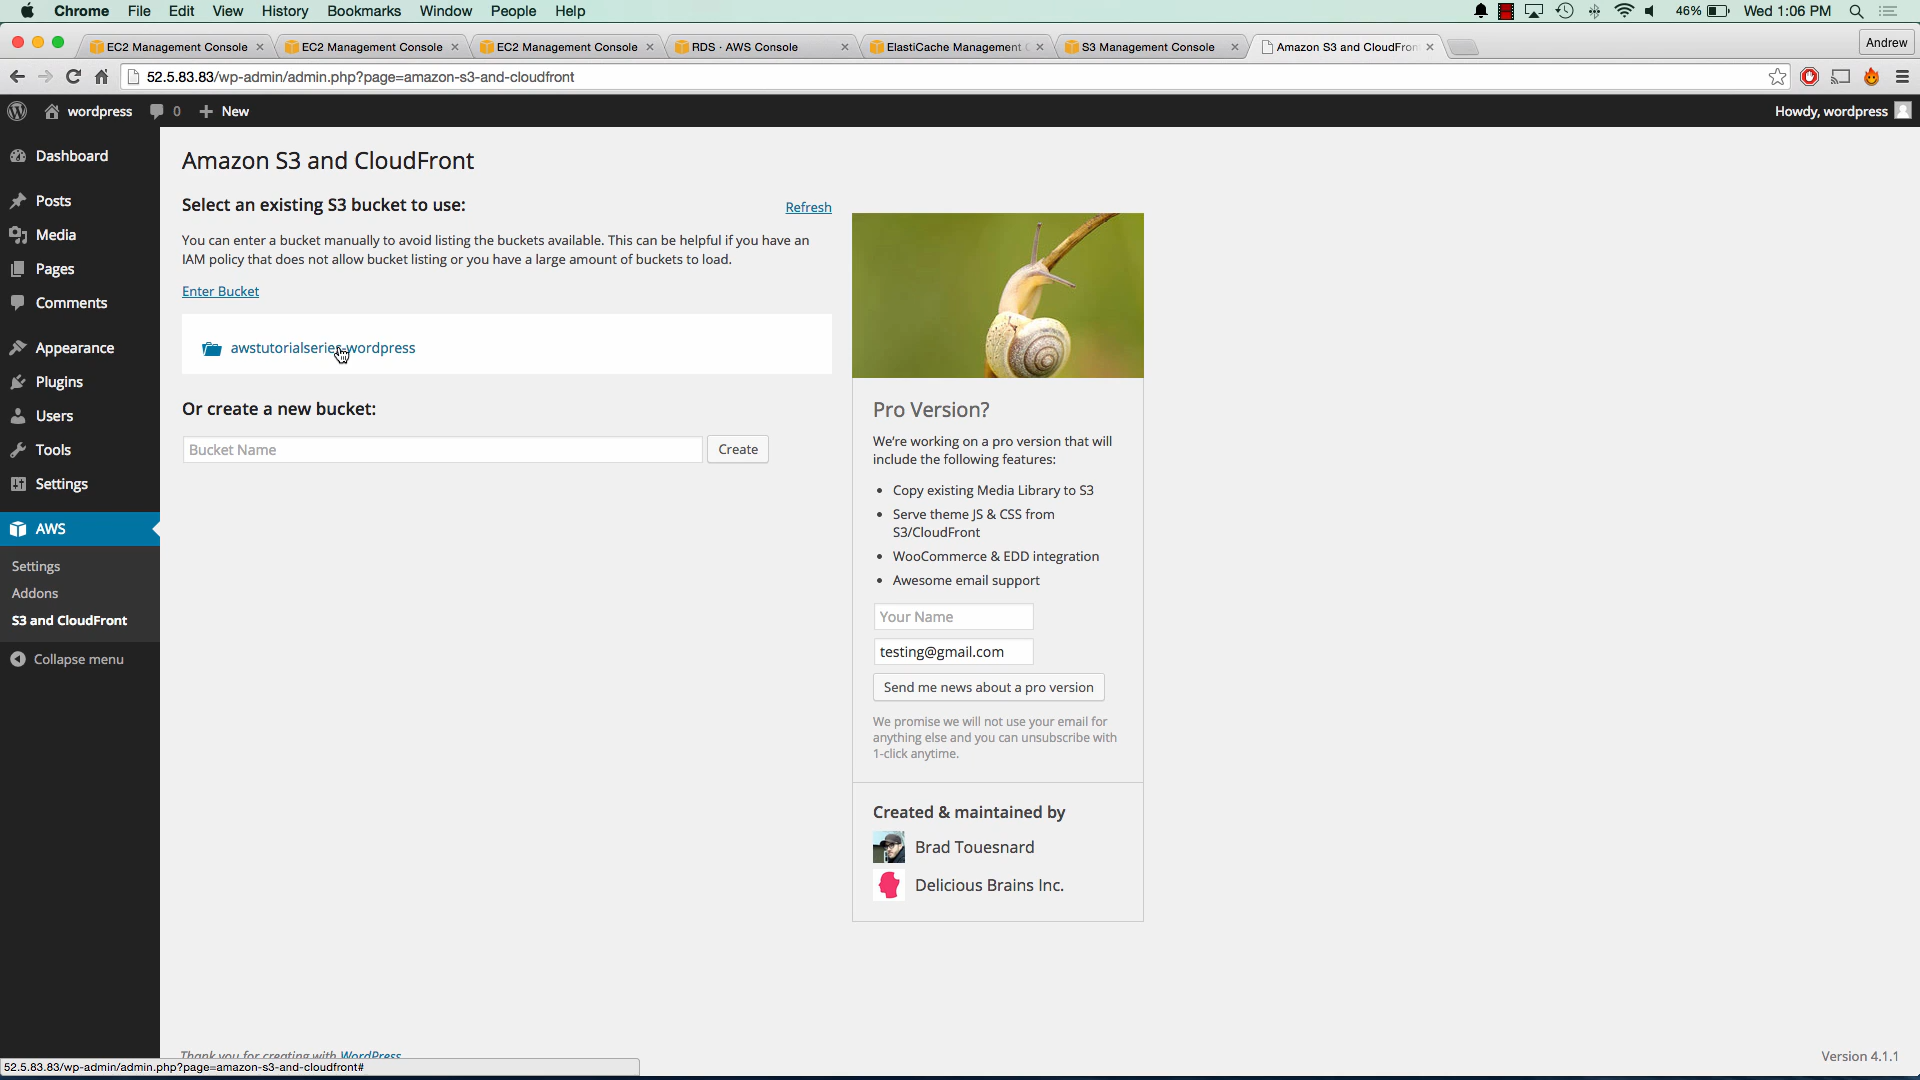 Chrome File Edit View History Bookmarks Window People Help 46% Wed 1:06 PM
EC2 Management Console EC2 Management Console EC2 Management Console RDS · AWS Console ElastiCache Management S3 Management Console Amazon S3 and CloudFron Andrew
52.5.83.83/wp-admin/admin.php?page=amazon-s3-and-cloudfront
wordpress 0 New Howdy, wordpress
Dashboard
Posts
Media
Pages
Comments
Appearance
Plugins
Users
Tools
Settings
AWS
Settings
Addons
S3 and CloudFront
Collapse menu
Amazon S3 and CloudFront
Select an existing S3 bucket to use:
Refresh
You can enter a bucket manually to avoid listing the buckets available. This can be helpful if you have an
IAM policy that does not allow bucket listing or you have a large amount of buckets to load.
Enter Bucket
awstutorialseries-wordpress
Or create a new bucket:
Bucket Name
Create
Pro Version?
We're working on a pro version that will
include the following features:
• Copy existing Media Library to S3
• Serve theme JS & CSS from
S3/CloudFront
• WooCommerce & EDD integration
• Awesome email support
Your Name
testing@gmail.com
Send me news about a pro version
We promise we will not use your email for
anything else and you can unsubscribe with
1-click anytime.
Created & maintained by
Brad Touesnard
Delicious Brains Inc.
Thank you for creating with WordPress
Version 4.1.1
52.5.83.83/wp-admin/admin.php?page=amazon-s3-and-cloudfront#